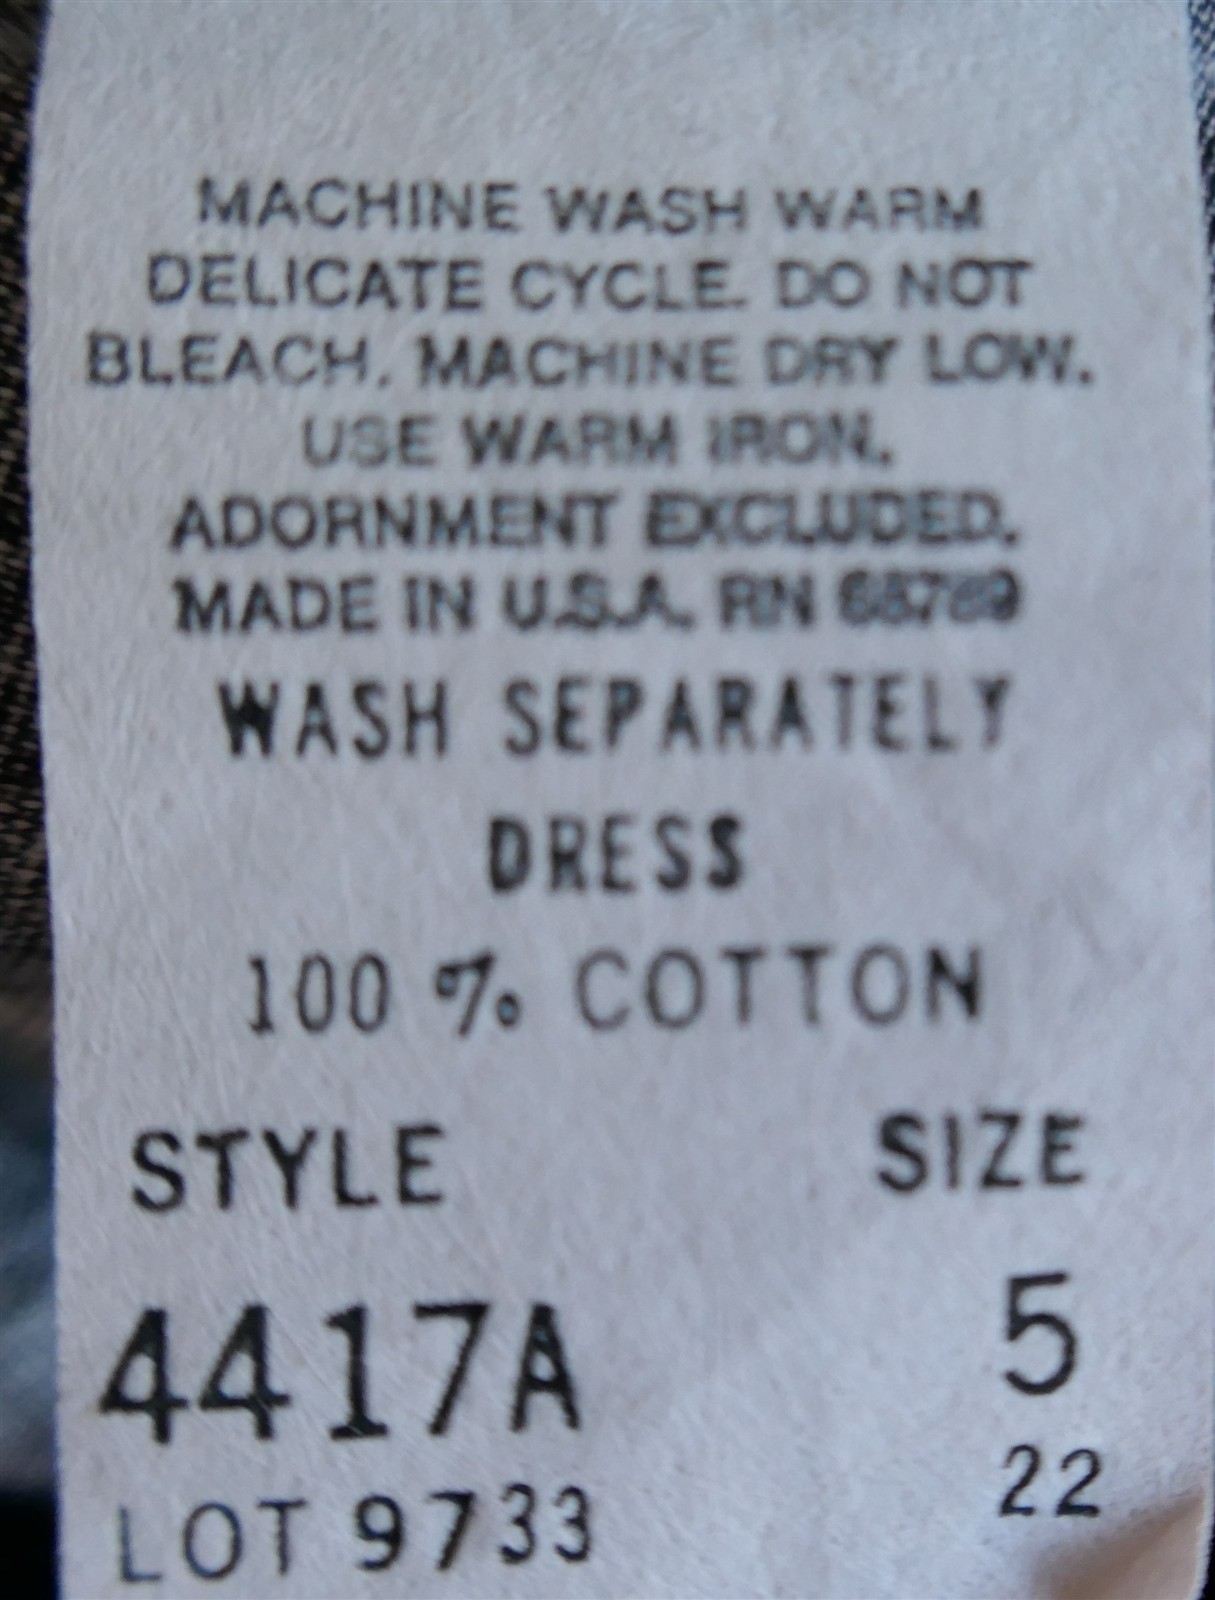 MACHINE WASH WARM
DELICATE CYCLE. DO NOT
BLEACH. MACHINE DRY LOW.
USE WARM IRON.
ADORNMENT EXCLUDED.
MADE IN U.S.A. RN
WASH SEPARATELY
DRESS
100 % COTTON
STYLE SIZE
4417A 5
22
LOT 9733